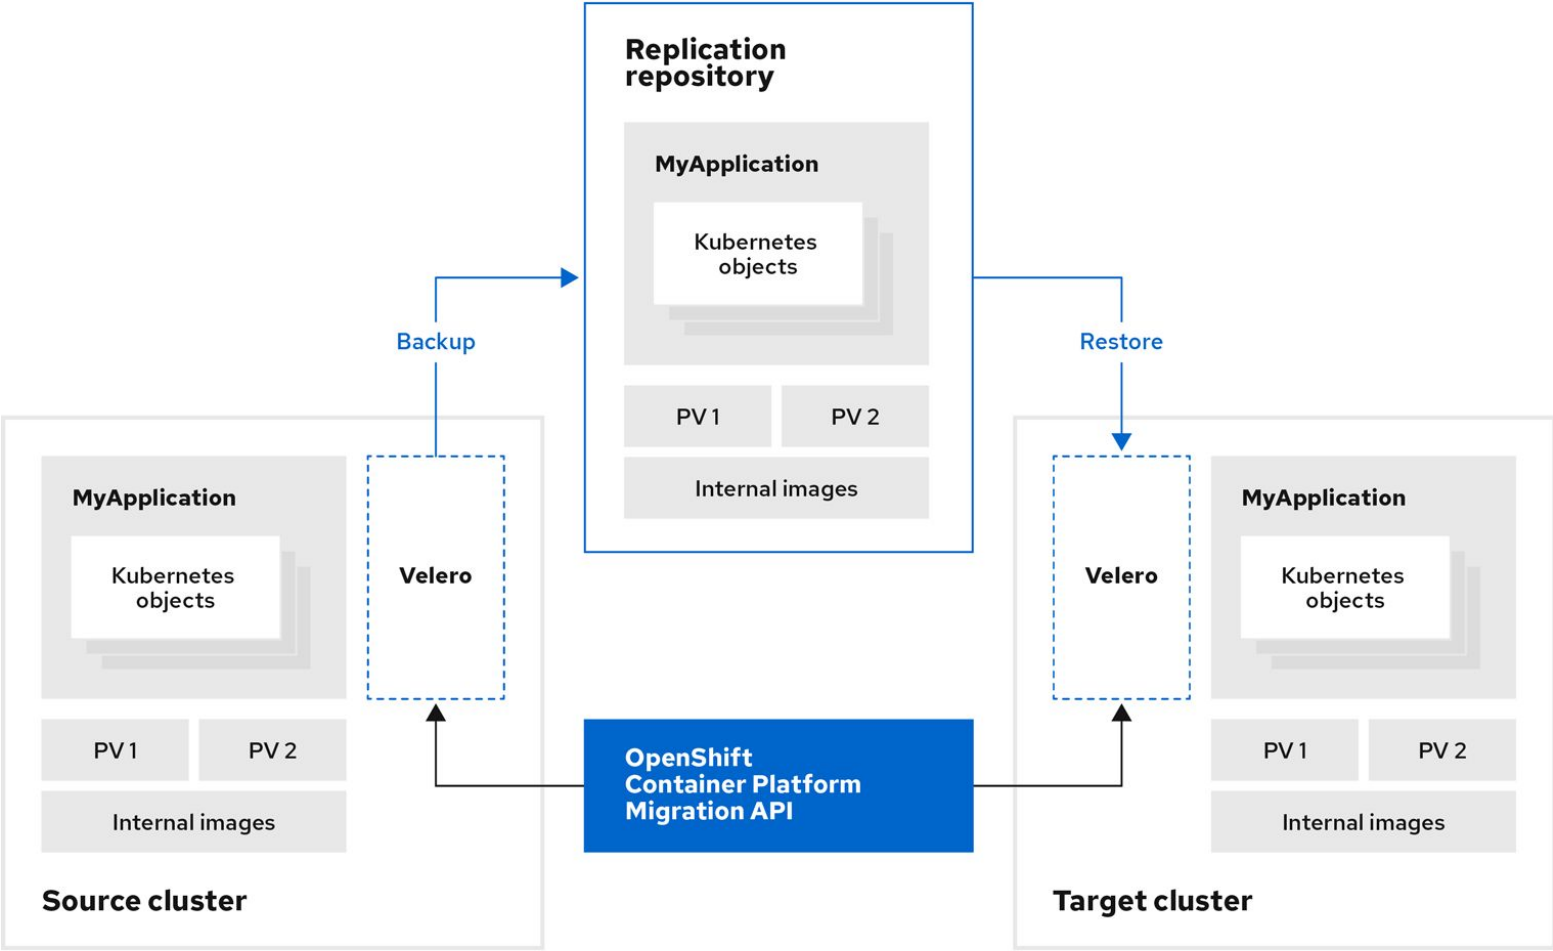 Replication
repository
MyApplication
Kubernetes
objects
PV 1
PV 2
Internal images
Backup
Restore
MyApplication
Kubernetes
objects
Velero
PV 1
PV 2
Internal images
Source cluster
OpenShift
Container Platform
Migration API
Velero
MyApplication
Kubernetes
objects
PV 1
PV 2
Internal images
Target cluster